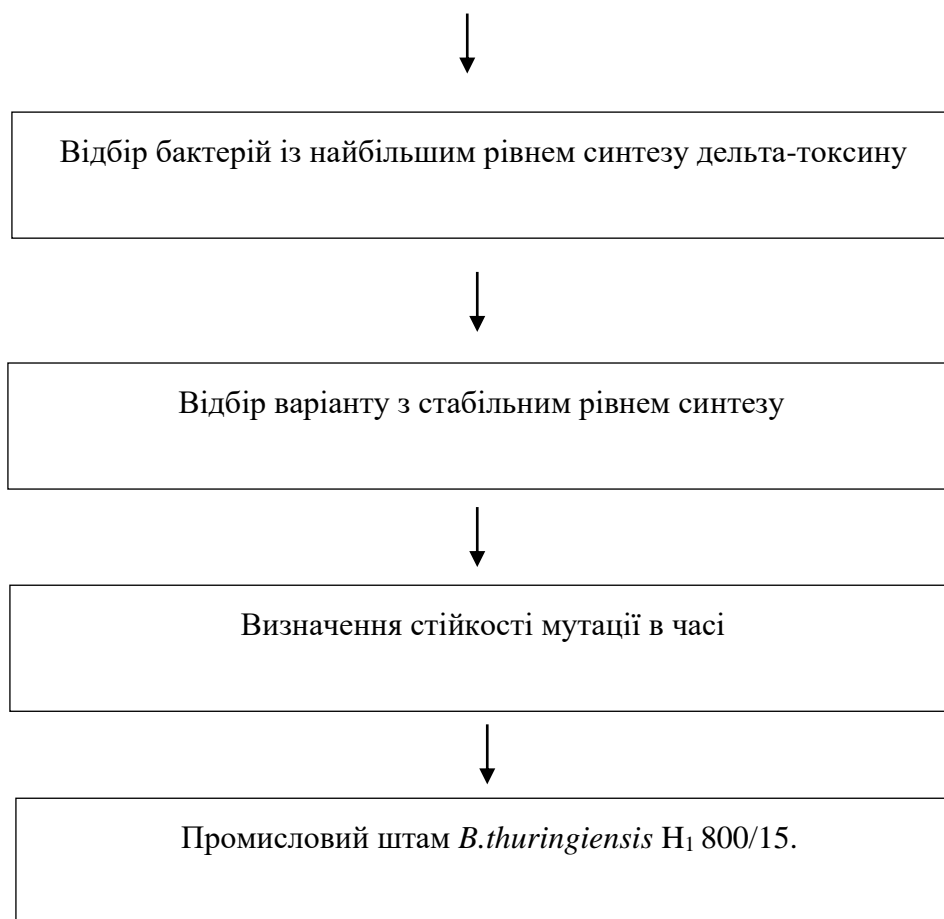 Відбір бактерій із найбільшим рівнем синтезу дельта-токсину
Відбір варіанту з стабільним рівнем синтезу
Визначення стійкості мутації в часі
Промисловий штам B.thuringiensis H₁ 800/15.